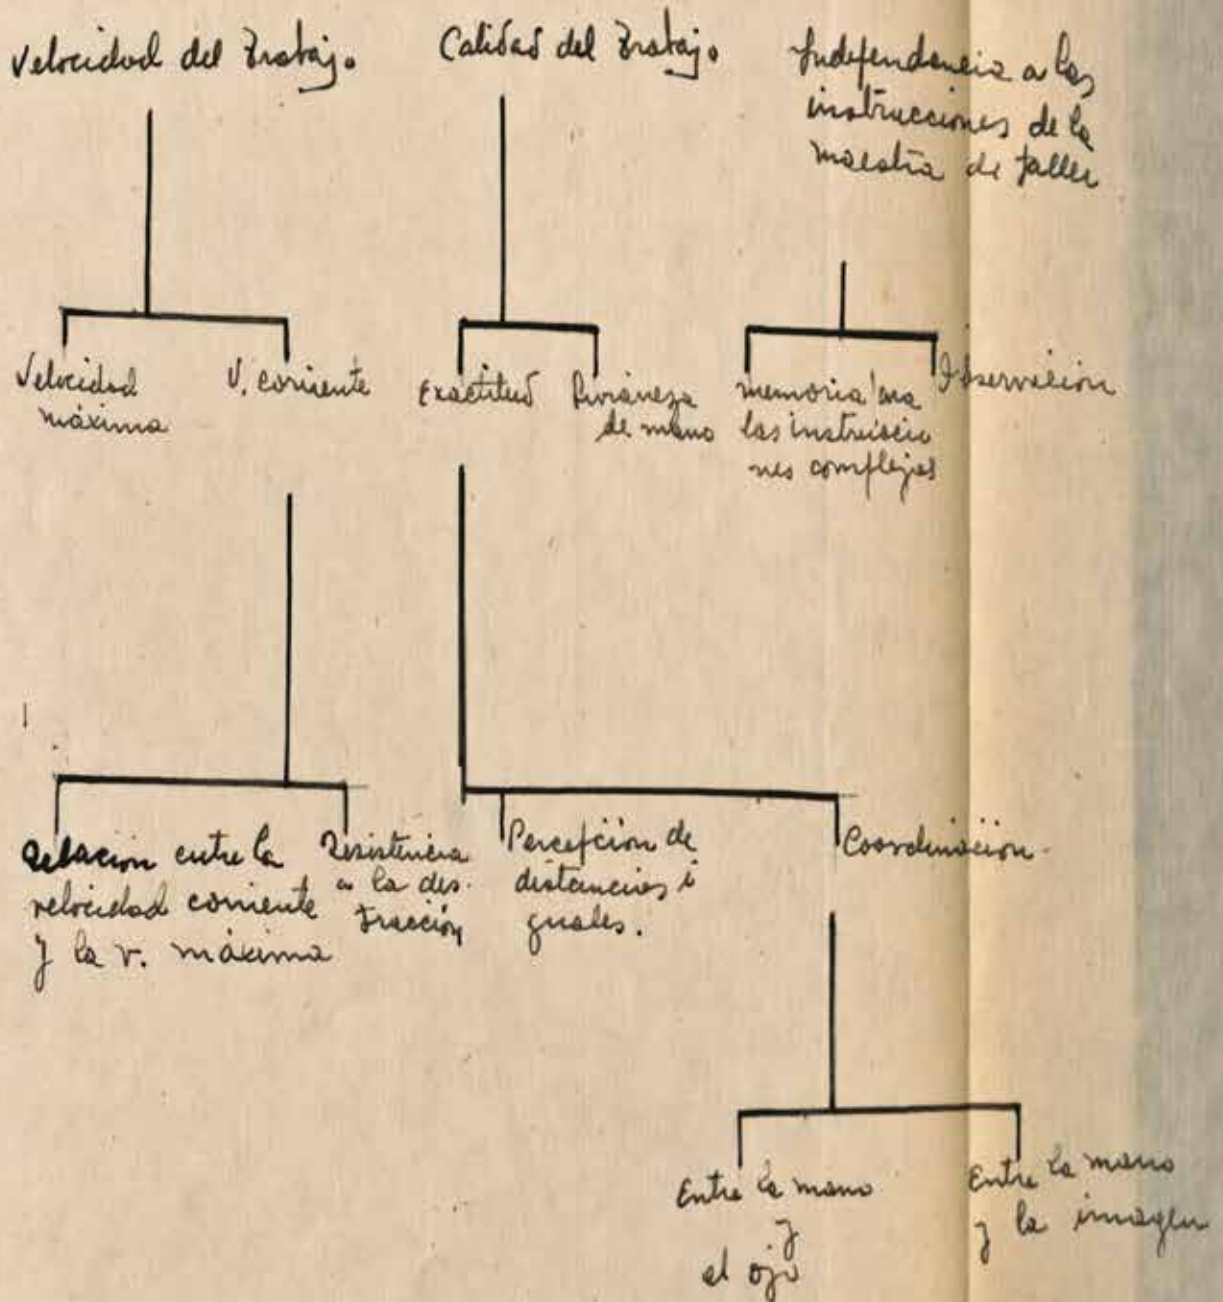 Velocidad del Trabajo
Calidad del Trabajo
Independencia a las
instrucciones de la
maestra de taller
Velocidad
máxima
V. corriente
Exactitud
de mano
memoria para
las instruccio
nes complejas
Observación
Relación entre la
velocidad corriente
y la v. máxima
Resistencia
a la dis-
tracción
Percepción de
distancias i
guales.
Coordinación.
Entre la mano
y
el ojo
Entre la mano
y la imagen